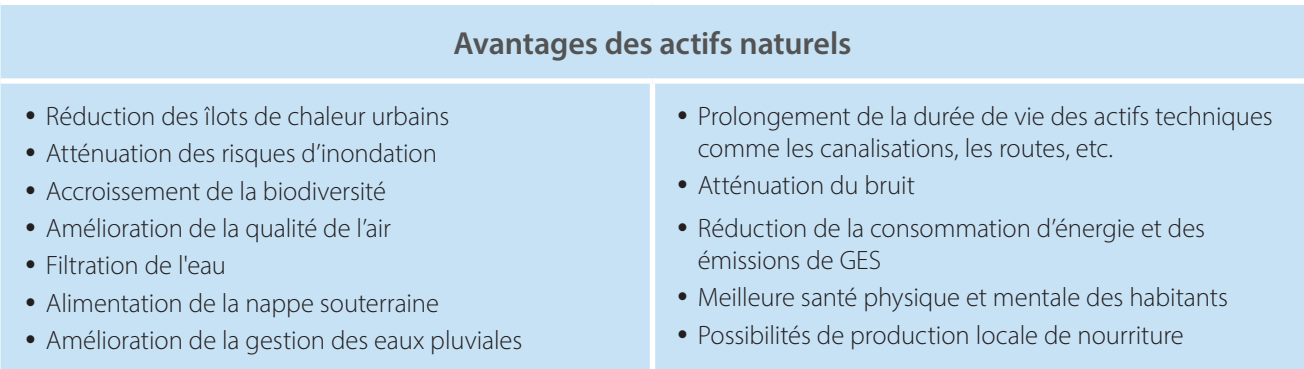 Avantages des actifs naturels
• Réduction des îlots de chaleur urbains
• Atténuation des risques d’inondation
• Accroissement de la biodiversité
• Amélioration de la qualité de l’air
• Filtration de l'eau
• Alimentation de la nappe souterraine
• Amélioration de la gestion des eaux pluviales
• Prolongement de la durée de vie des actifs techniques
comme les canalisations, les routes, etc.
• Atténuation du bruit
• Réduction de la consommation d’énergie et des
émissions de GES
• Meilleure santé physique et mentale des habitants
• Possibilités de production locale de nourriture